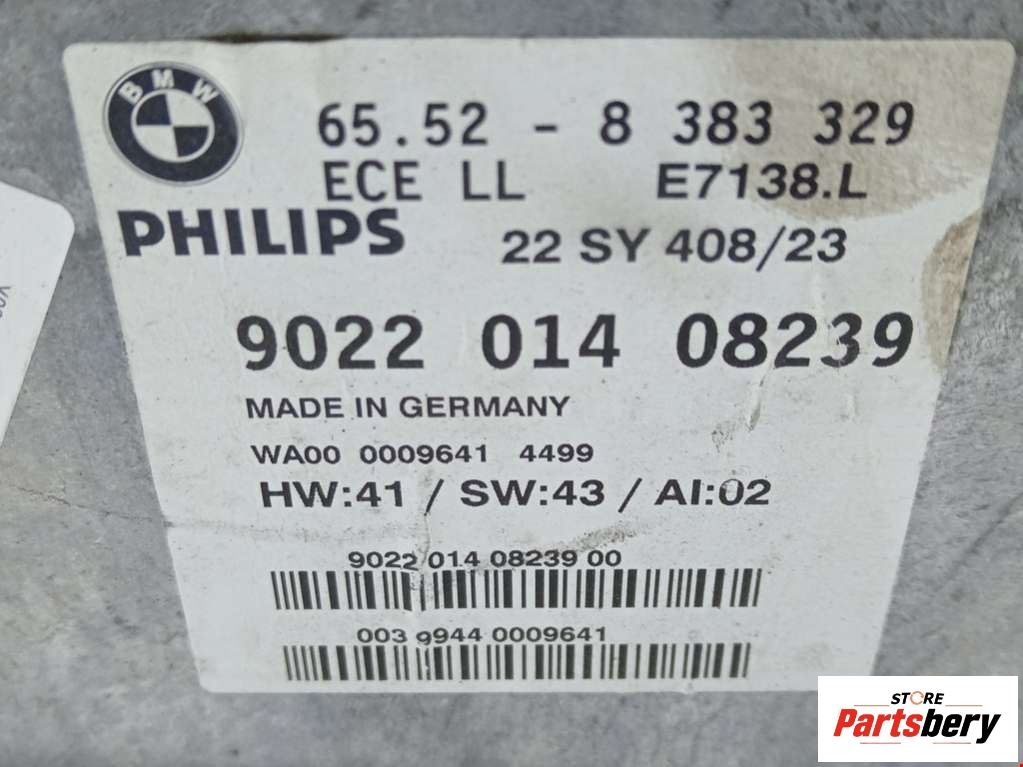 BMW
65.52 - 8 383 329
ECE LL E7138.L
PHILIPS 22 SY 408/23
9022 014 08239
MADE IN GERMANY
WA00 0009641 4499
HW:41 / SW:43 / AI:02
9022 014 08239 00
003 9944 0009641
STORE
Partsbery